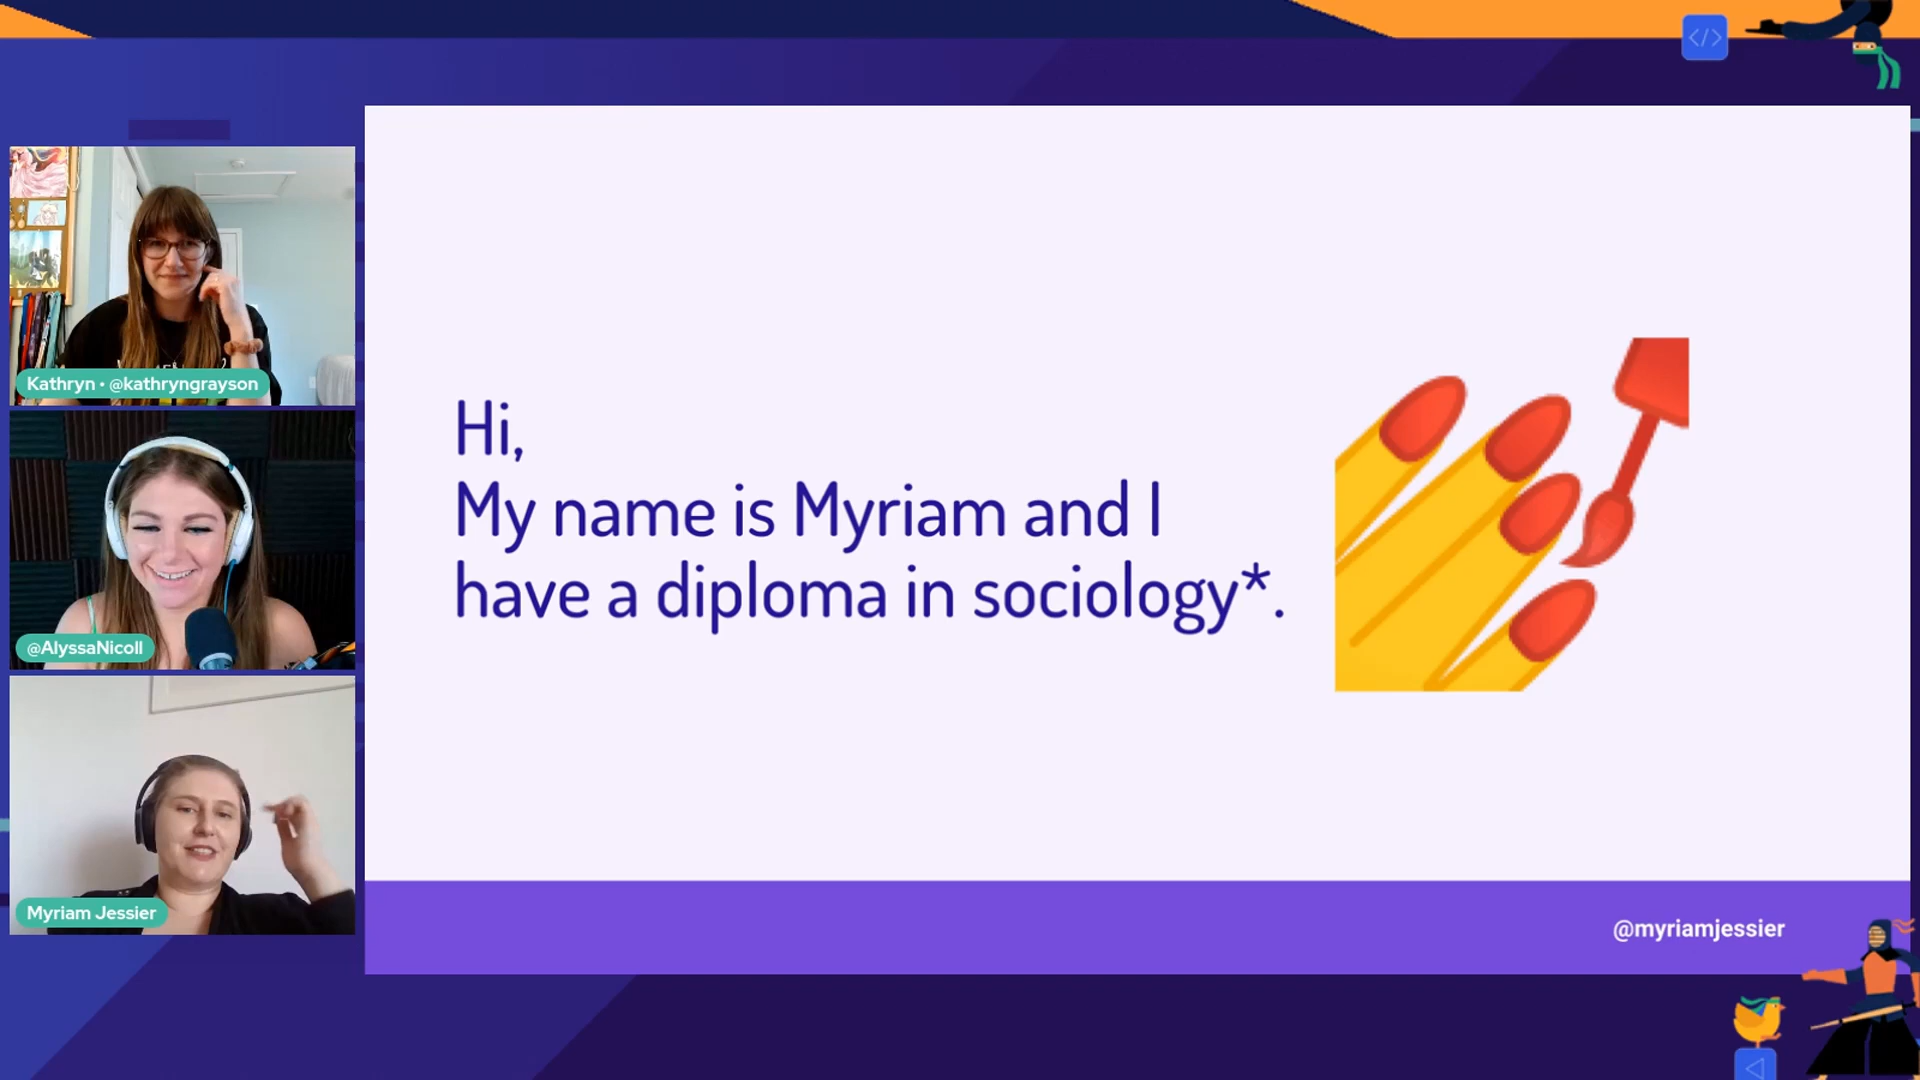 Kathryn • @kathryngrayson
@AlyssaNicoll
Myriam Jessier
Hi,
My name is Myriam and I
have a diploma in sociology*.
@myriamjessier